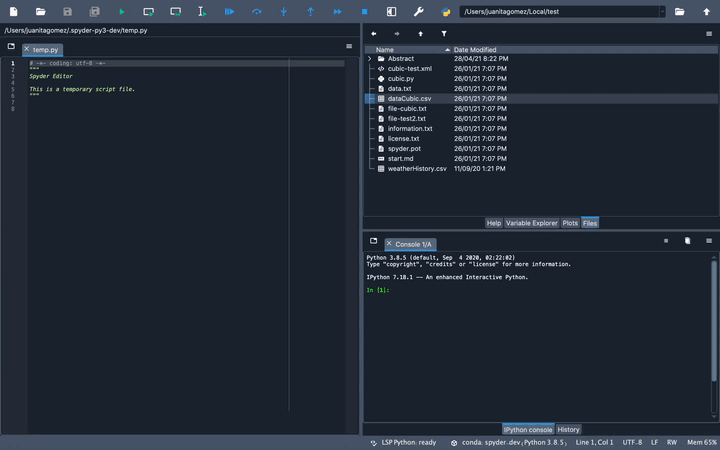 /Users/juanitagomez/Local/test
/Users/juanitagomez/.spyder-py3-dev/temp.py
temp.py
1 # -*- coding: utf-8 -*-
2 """
3 Spyder Editor
4
5 This is a temporary script file.
6 """
7
8
Name Date Modified
Abstract 28/04/21 8:22 PM
cubic-test.xml 26/01/21 7:07 PM
cubic.py 26/01/21 7:07 PM
data.txt 26/01/21 7:07 PM
dataCubic.csv 26/01/21 7:07 PM
file-cubic.txt 26/01/21 7:07 PM
file-test2.txt 26/01/21 7:07 PM
information.txt 26/01/21 7:07 PM
license.txt 26/01/21 7:07 PM
spyder.pot 26/01/21 7:07 PM
start.md 26/01/21 7:07 PM
weatherHistory.csv 11/09/20 1:21 PM
Help Variable Explorer Plots Files
Console 1/A
Python 3.8.5 (default, Sep  4 2020, 02:22:02)
Type "copyright", "credits" or "license" for more information.
IPython 7.18.1 -- An enhanced Interactive Python.
In [1]:
IPython console History
LSP Python: ready conda: spyder-dev (Python 3.8.5) Line 1, Col 1 UTF-8 LF RW Mem 65%